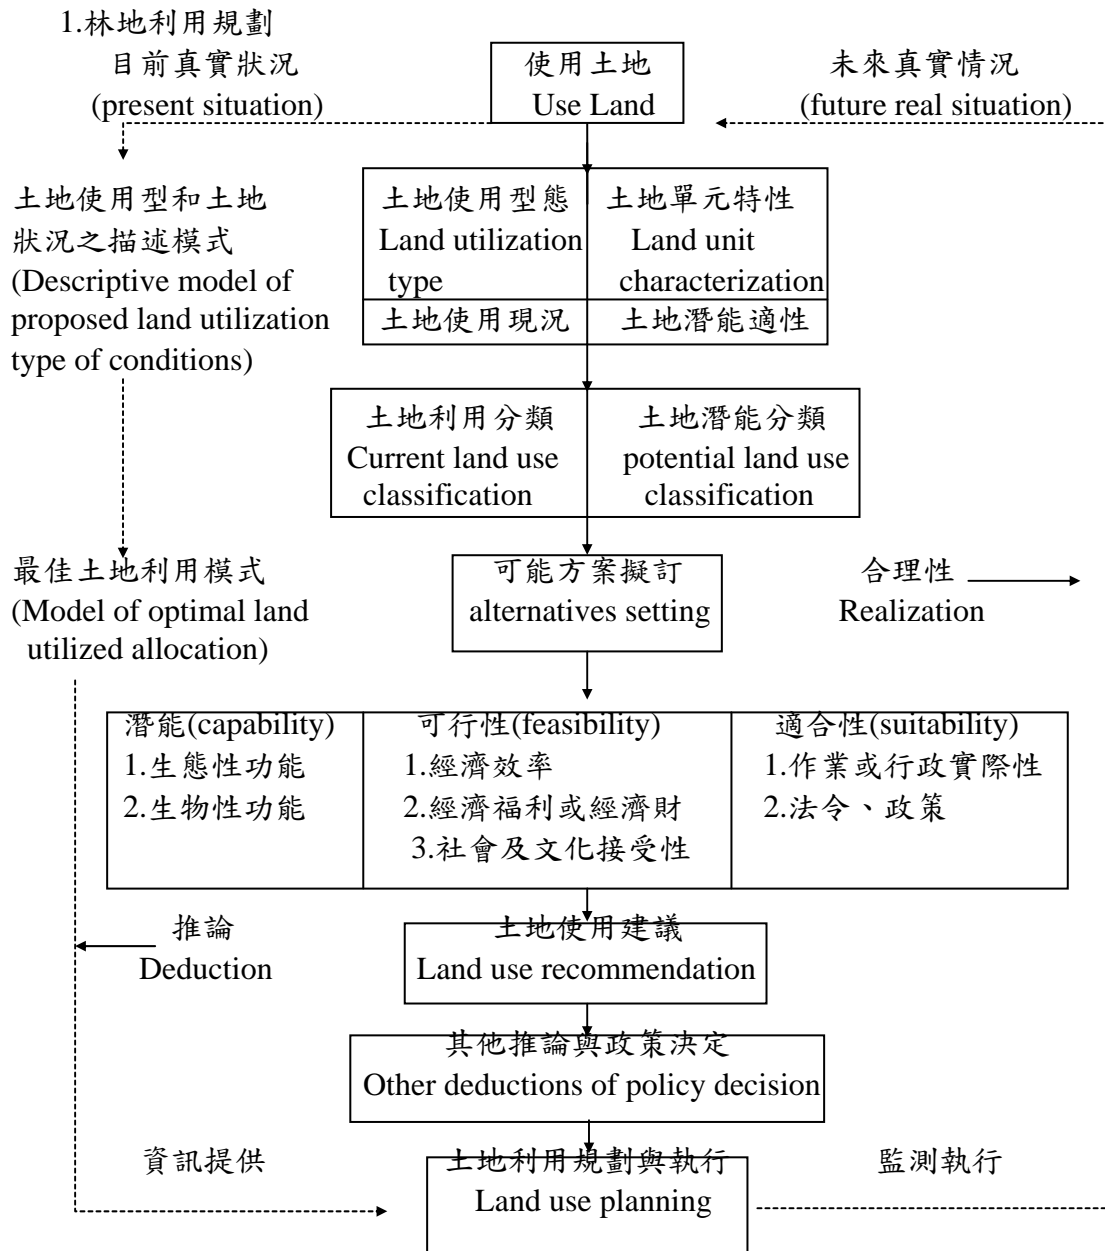 1.林地利用規劃
目前真實狀況
(present situation)
使用土地
Use Land
未來真實情況
(future real situation)
土地使用型和土地
狀況之描述模式
(Descriptive model of
proposed land utilization
type of conditions)
土地使用型態
Land utilization
type
土地單元特性
Land unit
characterization
土地使用現況
土地潛能適性
土地利用分類
Current land use
classification
土地潛能分類
potential land use
classification
最佳土地利用模式
(Model of optimal land
utilized allocation)
可能方案擬訂
alternatives setting
合理性
Realization
潛能(capability)
1.生態性功能
2.生物性功能
可行性(feasibility)
1.經濟效率
2.經濟福利或經濟財
3.社會及文化接受性
適合性(suitability)
1.作業或行政實際性
2.法令、政策
推論
Deduction
土地使用建議
Land use recommendation
其他推論與政策決定
Other deductions of policy decision
資訊提供
土地利用規劃與執行
Land use planning
監測執行